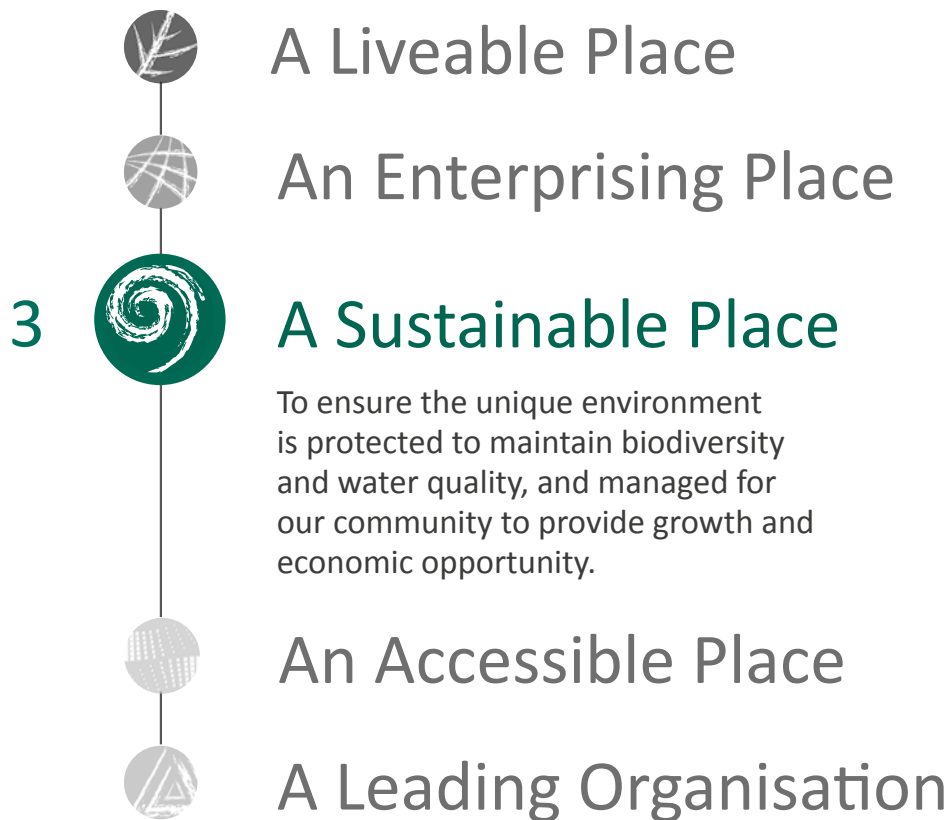 A Liveable Place
An Enterprising Place
3 A Sustainable Place
To ensure the unique environment
is protected to maintain biodiversity
and water quality, and managed for
our community to provide growth and
economic opportunity.
An Accessible Place
A Leading Organisation